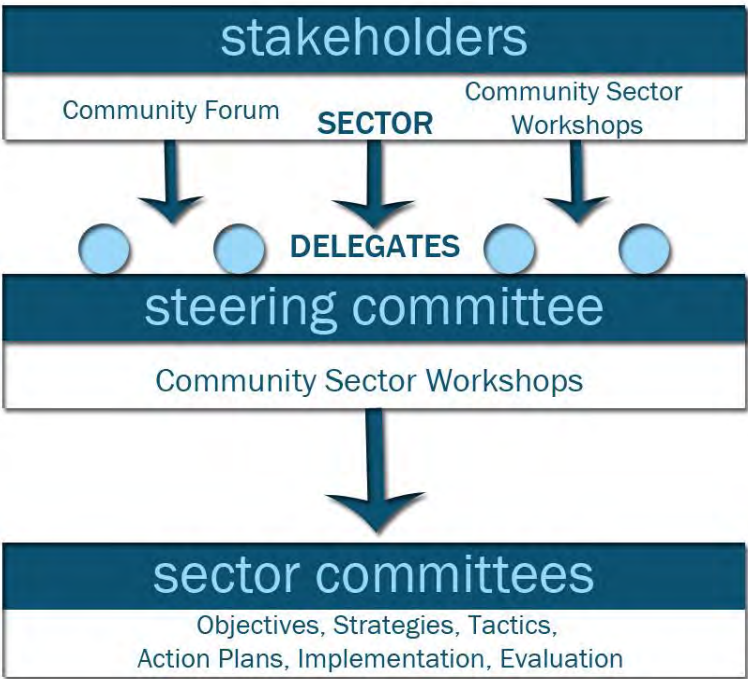 stakeholders
Community Forum
SECTOR
Community Sector
Workshops
DELEGATES
steering committee
Community Sector Workshops
sector committees
Objectives, Strategies, Tactics,
Action Plans, Implementation, Evaluation